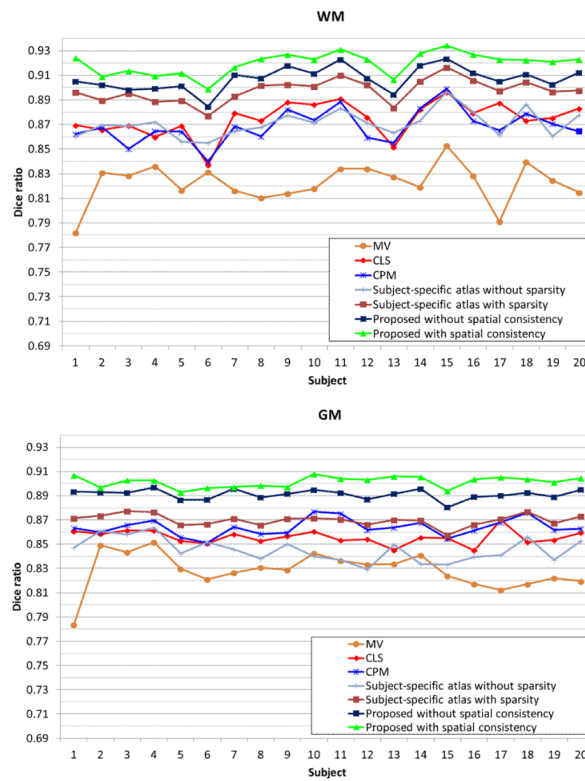 WM
0.93
0.91
0.89
0.87
0.85
0.83
0.81
0.79
0.77
0.75
0.73
0.71
0.69
Dice ratio
MV
CLS
CPM
Subject-specific atlas without sparsity
Subject-specific atlas with sparsity
Proposed without spatial consistency
Proposed with spatial consistency
1 2 3 4 5 6 7 8 9 10 11 12 13 14 15 16 17 18 19 20
Subject
GM
0.93
0.91
0.89
0.87
0.85
0.83
0.81
0.79
0.77
0.75
0.73
0.71
0.69
Dice ratio
MV
CLS
CPM
Subject-specific atlas without sparsity
Subject-specific atlas with sparsity
Proposed without spatial consistency
Proposed with spatial consistency
1 2 3 4 5 6 7 8 9 10 11 12 13 14 15 16 17 18 19 20
Subject